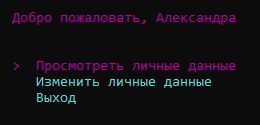 Добро пожаловать, Александра
> Просмотреть личные данные
Изменить личные данные
Выход